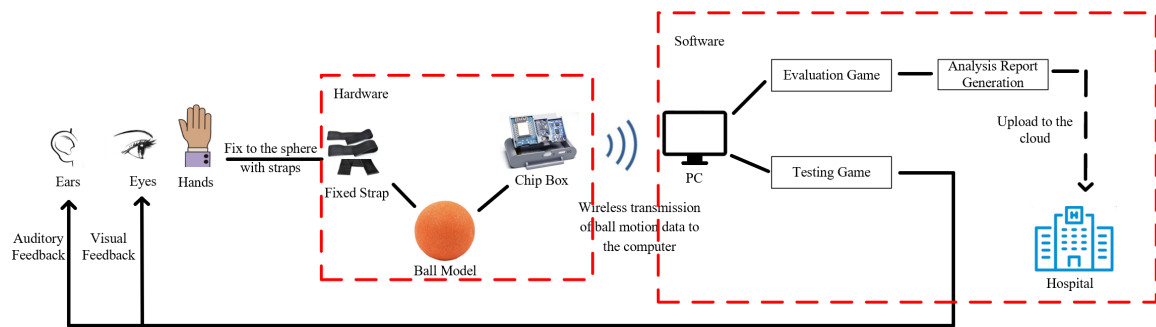 Software
Evaluation Game
Analysis Report
Generation
Hardware
Upload to the
cloud
Fix to the sphere
with straps
Ears
Eyes
Hands
Fixed Strap
Chip Box
PC
Testing Game
Wireless transmission
of ball motion data to
the computer
Auditory
Feedback
Visual
Feedback
Ball Model
H
Hospital